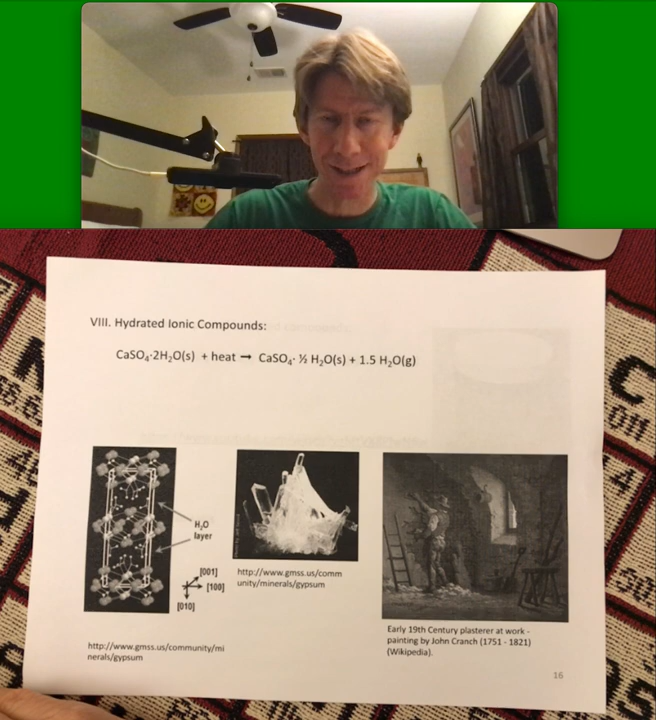 VIII. Hydrated Ionic Compounds:
CaSO₄·2H₂O(s) + heat → CaSO₄· ½ H₂O(s) + 1.5 H₂O(g)
H₂O
layer
[001]
[100]
[010]
http://www.gmss.us/community/mi
nerals/gypsum
http://www.gmss.us/comm
unity/minerals/gypsum
Early 19th Century plasterer at work -
painting by John Cranch (1751 - 1821)
(Wikipedia).
16